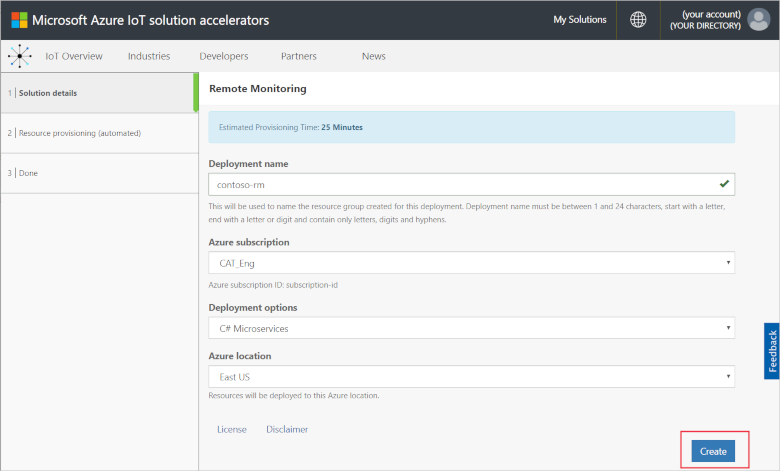 Microsoft Azure IoT solution accelerators
My Solutions
(your account)
(YOUR DIRECTORY)
IoT Overview
Industries
Developers
Partners
News
1 Solution details
2 Resource provisioning (automated)
3 Done
Remote Monitoring
Estimated Provisioning Time: 25 Minutes
Deployment name
contoso-rm
This will be used to name the resource group created for this deployment. Deployment name must be between 1 and 24 characters, start with a letter,
end with a letter or digit and contain only letters, digits and hyphens.
Azure subscription
CAT_Eng
Azure subscription ID: subscription-id
Deployment options
C# Microservices
Azure location
East US
Resources will be deployed to this Azure location.
License
Disclaimer
Create
Feedback